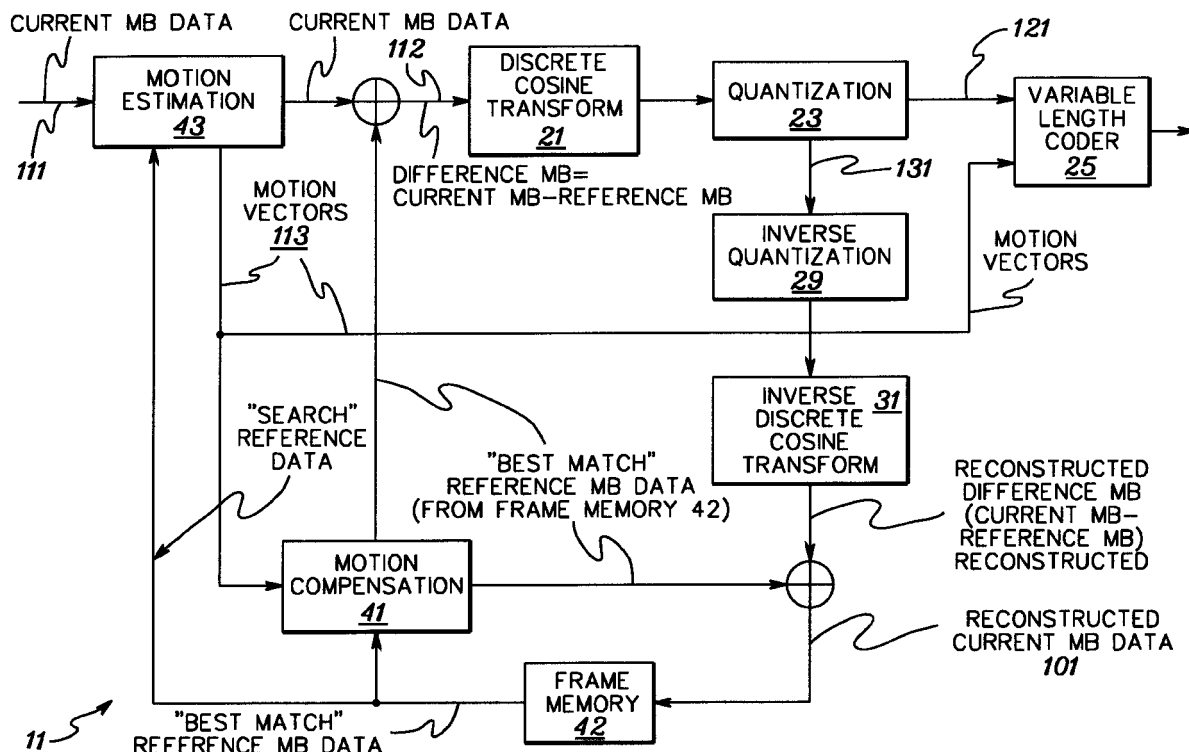 CURRENT MB DATA
111
MOTION
ESTIMATION
43
CURRENT MB DATA
112
DISCRETE
COSINE
TRANSFORM
21
DIFFERENCE MB=
CURRENT MB-REFERENCE MB
QUANTIZATION
23
121
VARIABLE
LENGTH
CODER
25
131
MOTION
VECTORS
113
INVERSE
QUANTIZATION
29
MOTION
VECTORS
INVERSE
DISCRETE
COSINE
TRANSFORM
31
"SEARCH"
REFERENCE
DATA
"BEST MATCH"
REFERENCE MB DATA
(FROM FRAME MEMORY 42)
RECONSTRUCTED
DIFFERENCE MB
(CURRENT MB-
REFERENCE MB)
RECONSTRUCTED
MOTION
COMPENSATION
41
RECONSTRUCTED
CURRENT MB DATA
101
FRAME
MEMORY
42
11
"BEST MATCH"
REFERENCE MB DATA